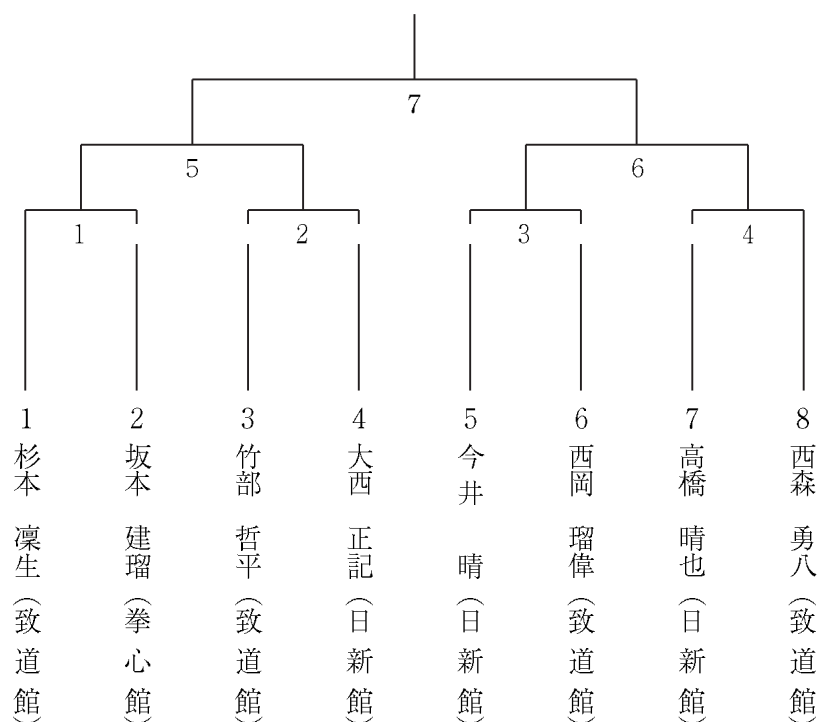 7
5
6
1
2
3
4
1 杉本 凜生(致道館)
2 坂本 建瑠(拳心館)
3 竹部 哲平(致道館)
4 大西 正記(日新館)
5 今井 晴(日新館)
6 西岡 瑠偉(致道館)
7 高橋 晴也(日新館)
8 西森 勇八(致道館)